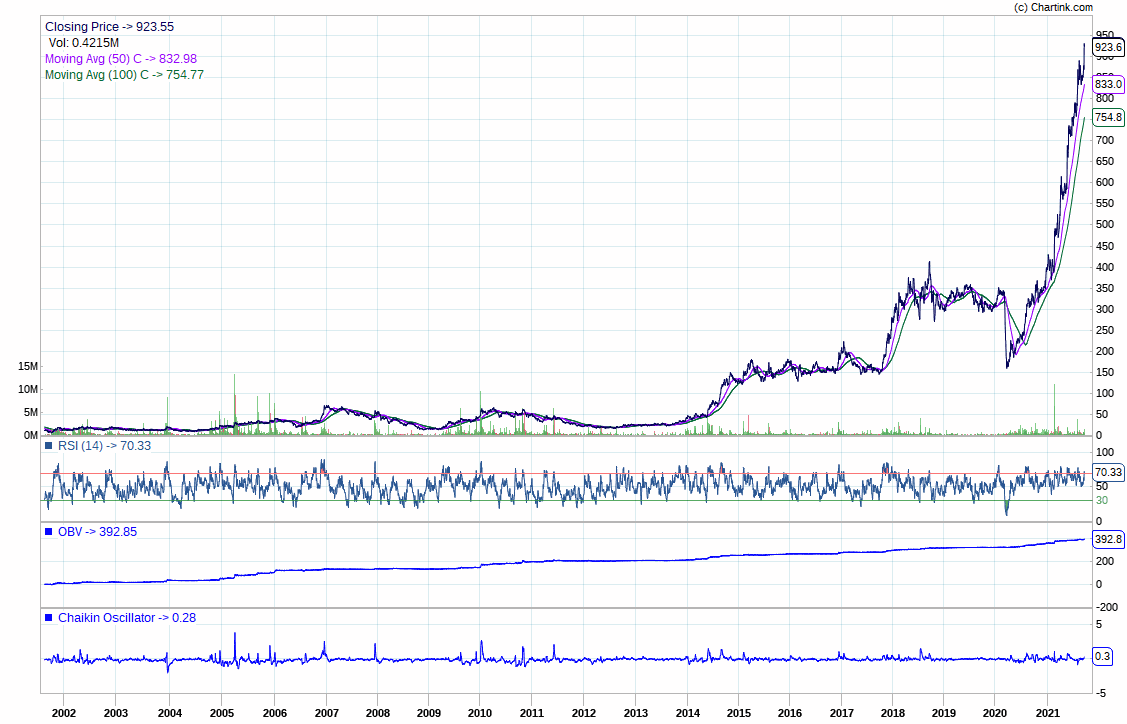 (c) Chartink.com
Closing Price -> 923.55
Vol: 0.4215M
Moving Avg (50) C -> 832.98
Moving Avg (100) C -> 754.77
950
923.6
833.0
800
754.8
700
650
600
550
500
450
400
350
300
250
200
150
100
50
0
15M
10M
5M
0M
RSI (14) -> 70.33
100
70.33
50
30
0
OBV -> 392.85
392.8
200
0
-200
Chaikin Oscillator -> 0.28
5
0.3
-5
2002 2003 2004 2005 2006 2007 2008 2009 2010 2011 2012 2013 2014 2015 2016 2017 2018 2019 2020 2021